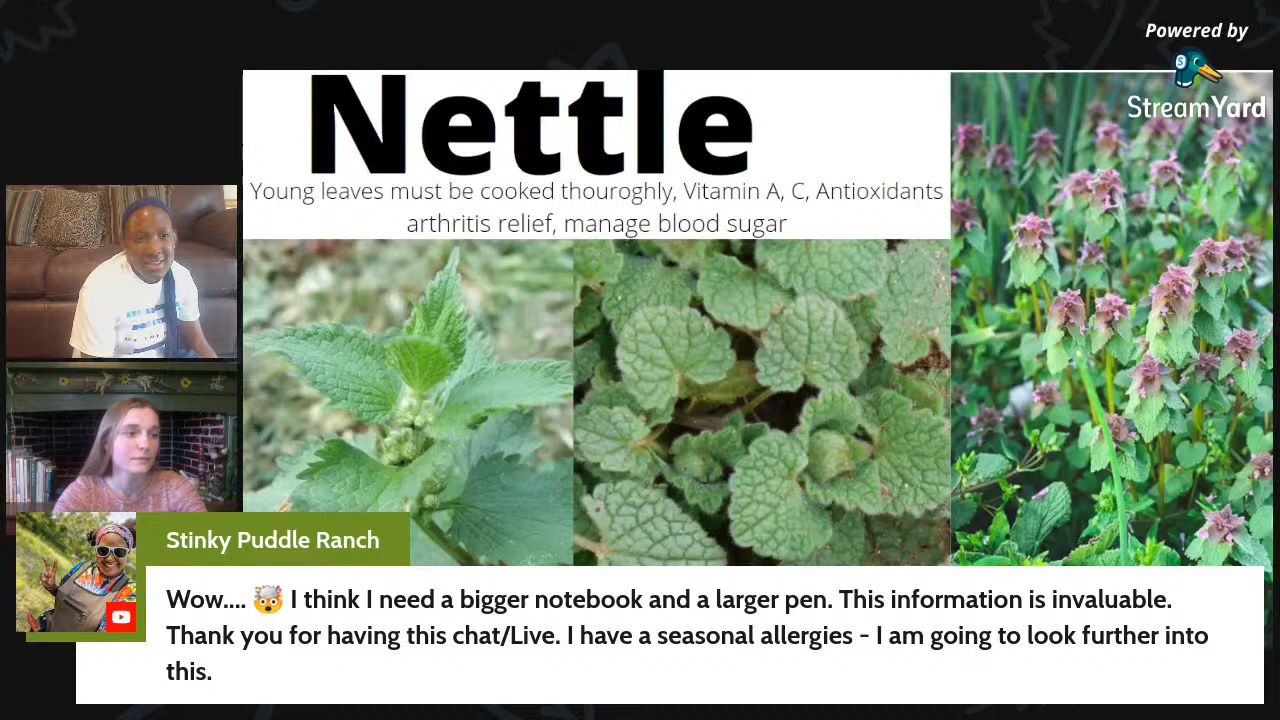 Powered by
StreamYard
Nettle
Young leaves must be cooked thouroghly, Vitamin A, C, Antioxidants
arthritis relief, manage blood sugar
Stinky Puddle Ranch
Wow.... 🤯 I think I need a bigger notebook and a larger pen. This information is invaluable.
Thank you for having this chat/Live. I have a seasonal allergies - I am going to look further into
this.